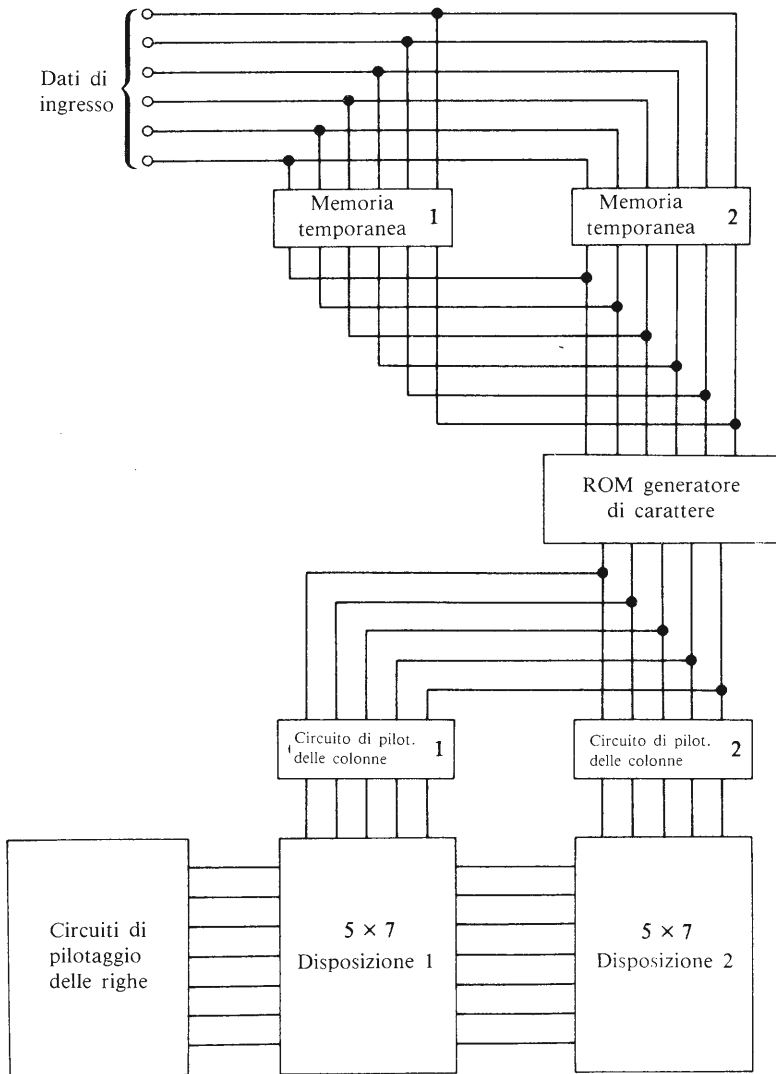 Dati di
ingresso
Memoria
temporanea 1
Memoria
temporanea 2
ROM generatore
di carattere
Circuito di pilot.
delle colonne 1
Circuito di pilot.
delle colonne 2
Circuiti di
pilotaggio
delle righe
5 × 7
Disposizione 1
5 × 7
Disposizione 2